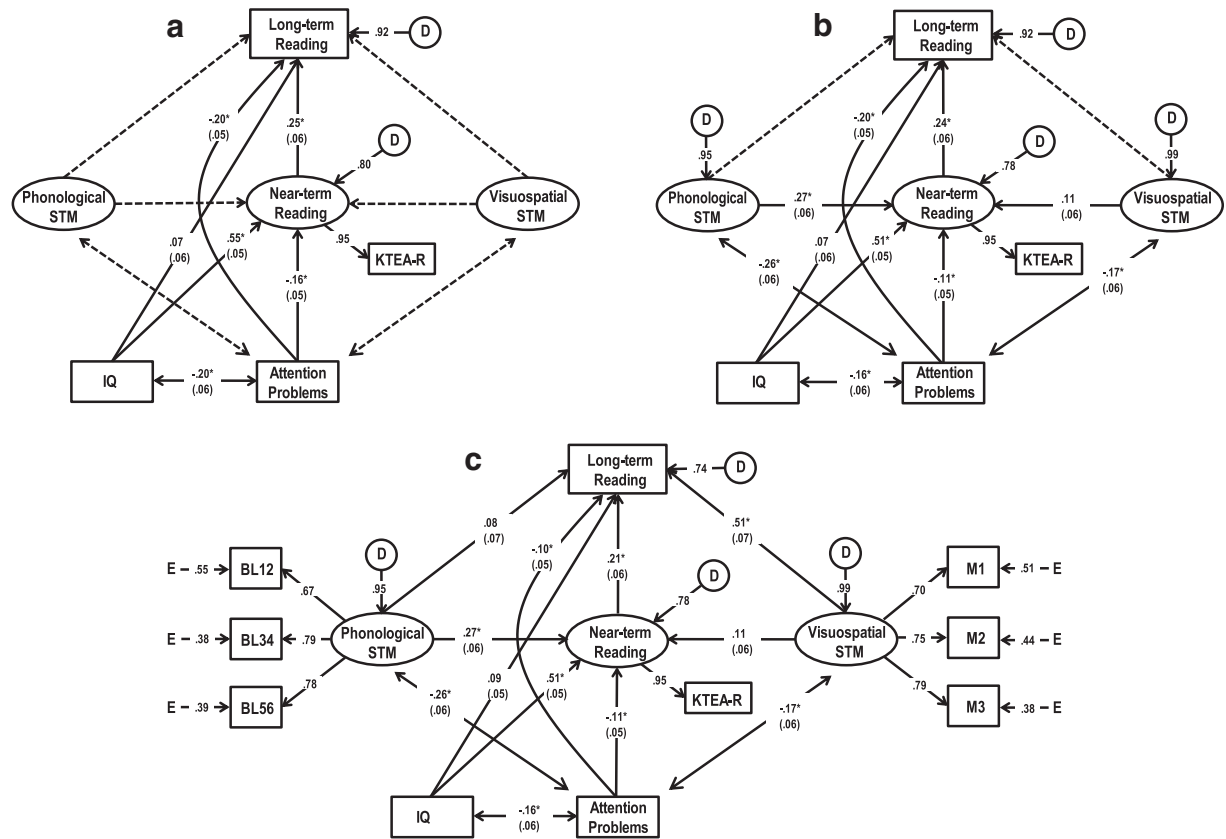 a
Long-term
Reading
.92
D
-.20*
(.05)
.25*
(.06)
D
.80
Phonological
STM
Near-term
Reading
Visuospatial
STM
.07
(.06)
.55*
(.05)
.95
KTEA-R
-.16*
(.05)
IQ
-.20*
(.06)
Attention
Problems
b
Long-term
Reading
.92
D
D
.95
-.20*
(.05)
.24*
(.06)
D
.78
D
.99
Phonological
STM
.27*
(.06)
Near-term
Reading
.11
(.06)
Visuospatial
STM
-.26*
(.06)
.07
(.06)
.51*
(.05)
.95
KTEA-R
-.11*
(.05)
-.17*
(.06)
IQ
-.16*
(.06)
Attention
Problems
c
Long-term
Reading
.74
D
.08
(.07)
-.10*
(.05)
.21*
(.06)
.51*
(.07)
D
.95
D
.78
D
.99
E
.55
BL12
.67
E
.38
BL34
.79
E
.39
BL56
.78
Phonological
STM
.27*
(.06)
Near-term
Reading
.11
(.06)
Visuospatial
STM
.70
M1
.51
E
.75
M2
.44
E
.79
M3
.38
E
-.26*
(.06)
.09
(.05)
.51*
(.05)
.95
KTEA-R
-.11*
(.05)
-.17*
(.06)
IQ
-.16*
(.06)
Attention
Problems